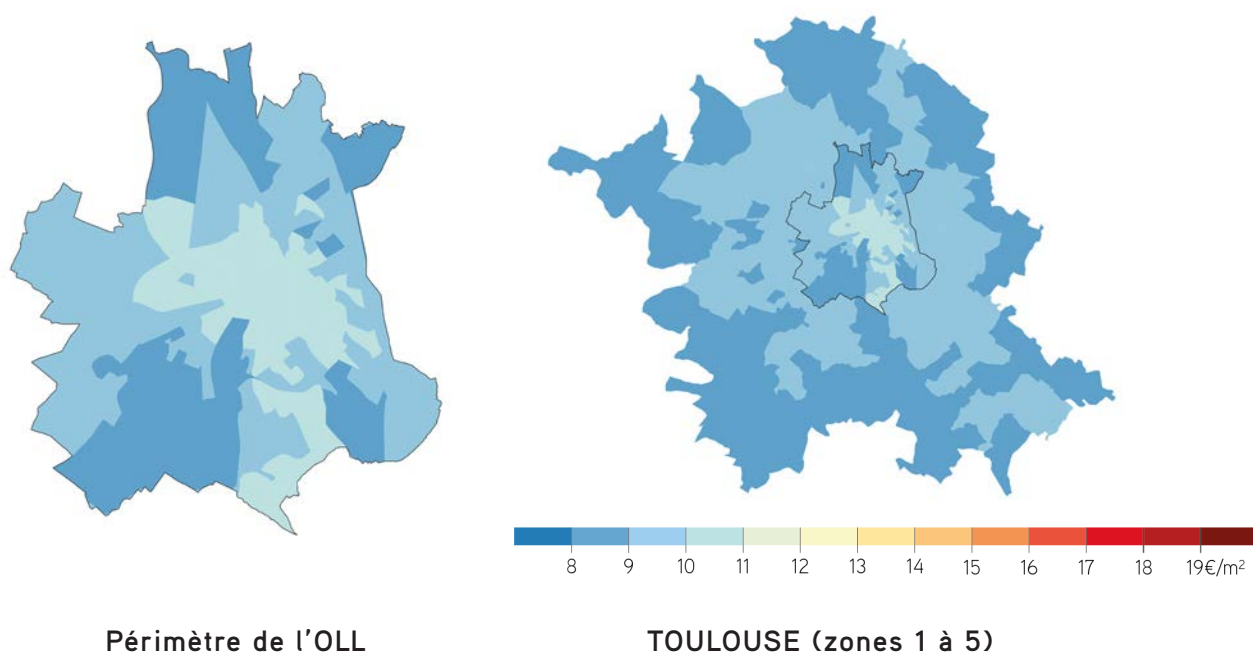 8 9 10 11 12 13 14 15 16 17 18 19€/m²
Périmètre de l'OLL
TOULOUSE (zones 1 à 5)